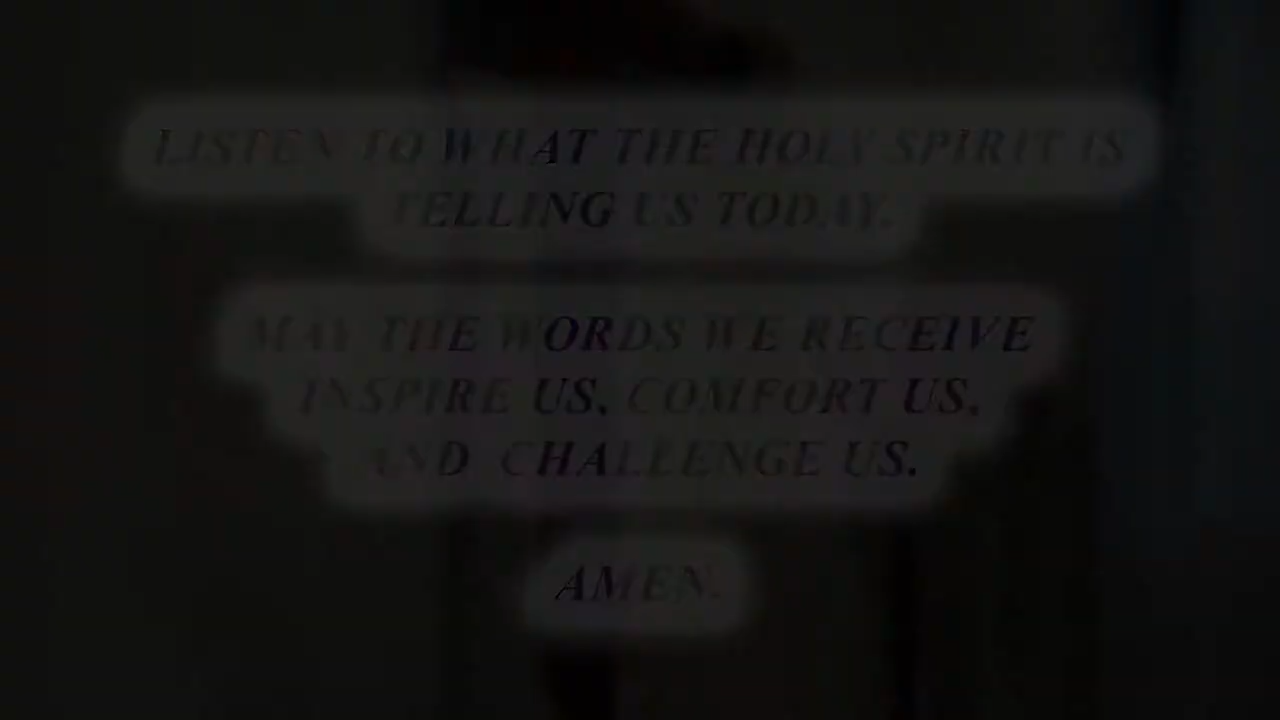 LISTEN TO WHAT THE HOLY SPIRIT IS
TELLING US TODAY.
MAY THE WORDS WE RECEIVE
INSPIRE US, COMFORT US,
AND CHALLENGE US.
AMEN.